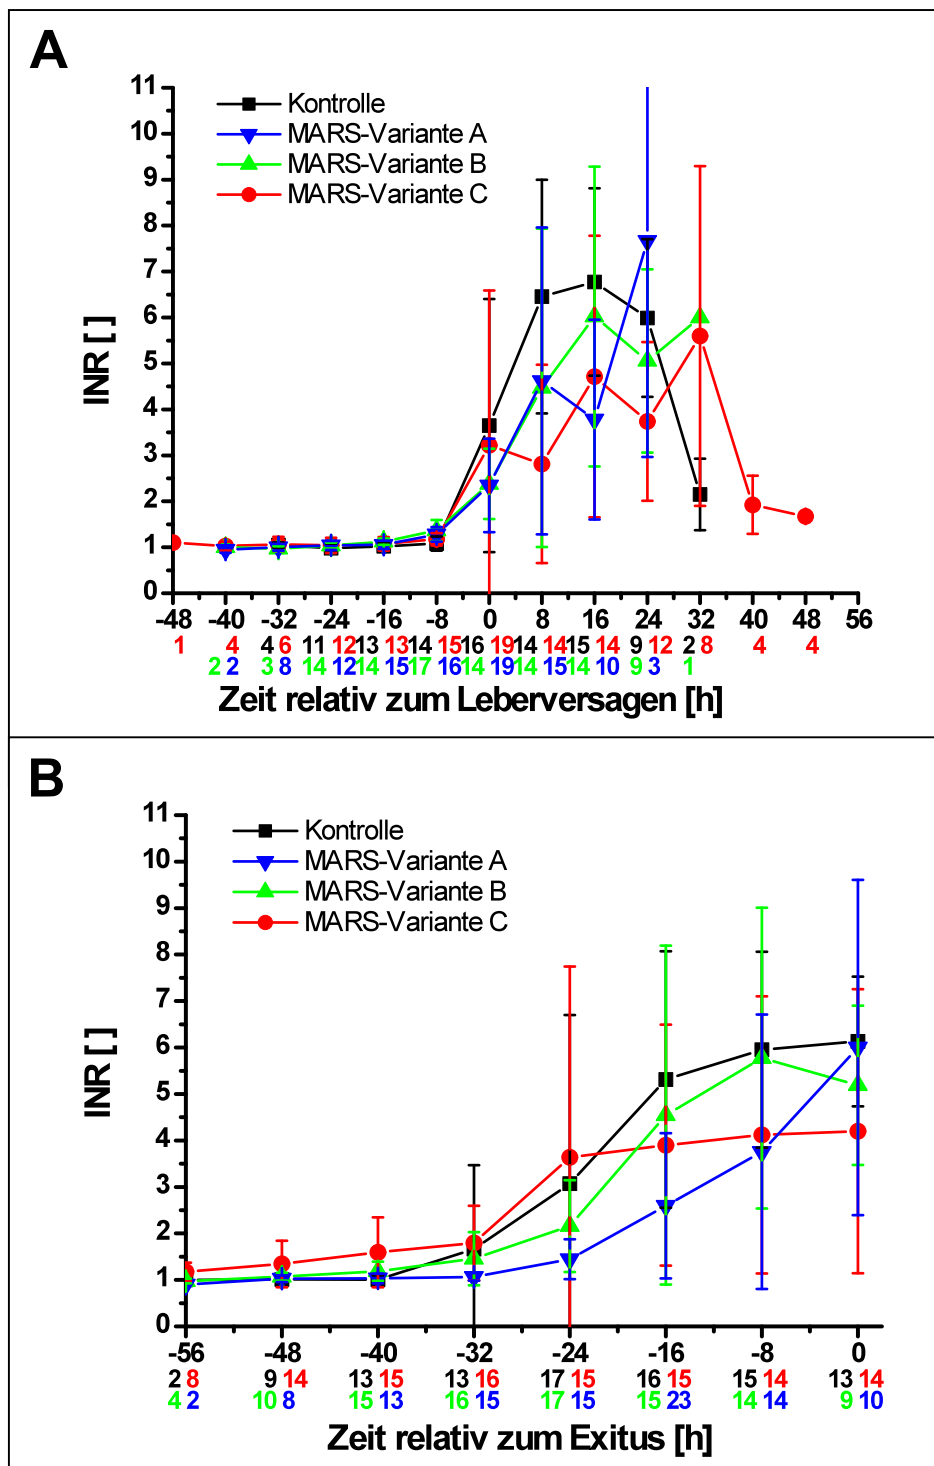 A
11
10
9
8
7
6
5
4
3
2
1
0
INR [ ]
Kontrolle
MARS-Variante A
MARS-Variante B
MARS-Variante C
-48 -40 -32 -24 -16 -8 0 8 16 24 32 40 48 56
1 4 4 6 11 12 13 13 14 15 16 19 14 14 15 14 9 12 2 8 4 4
2 2 3 8 14 12 14 15 17 16 14 19 14 15 14 10 9 3 1
Zeit relativ zum Leberversagen [h]
B
11
10
9
8
7
6
5
4
3
2
1
0
INR [ ]
Kontrolle
MARS-Variante A
MARS-Variante B
MARS-Variante C
-56 -48 -40 -32 -24 -16 -8 0
2 8 9 14 13 15 13 16 17 15 16 15 15 14 13 14
4 2 10 8 15 13 16 15 17 15 15 23 14 14 9 10
Zeit relativ zum Exitus [h]